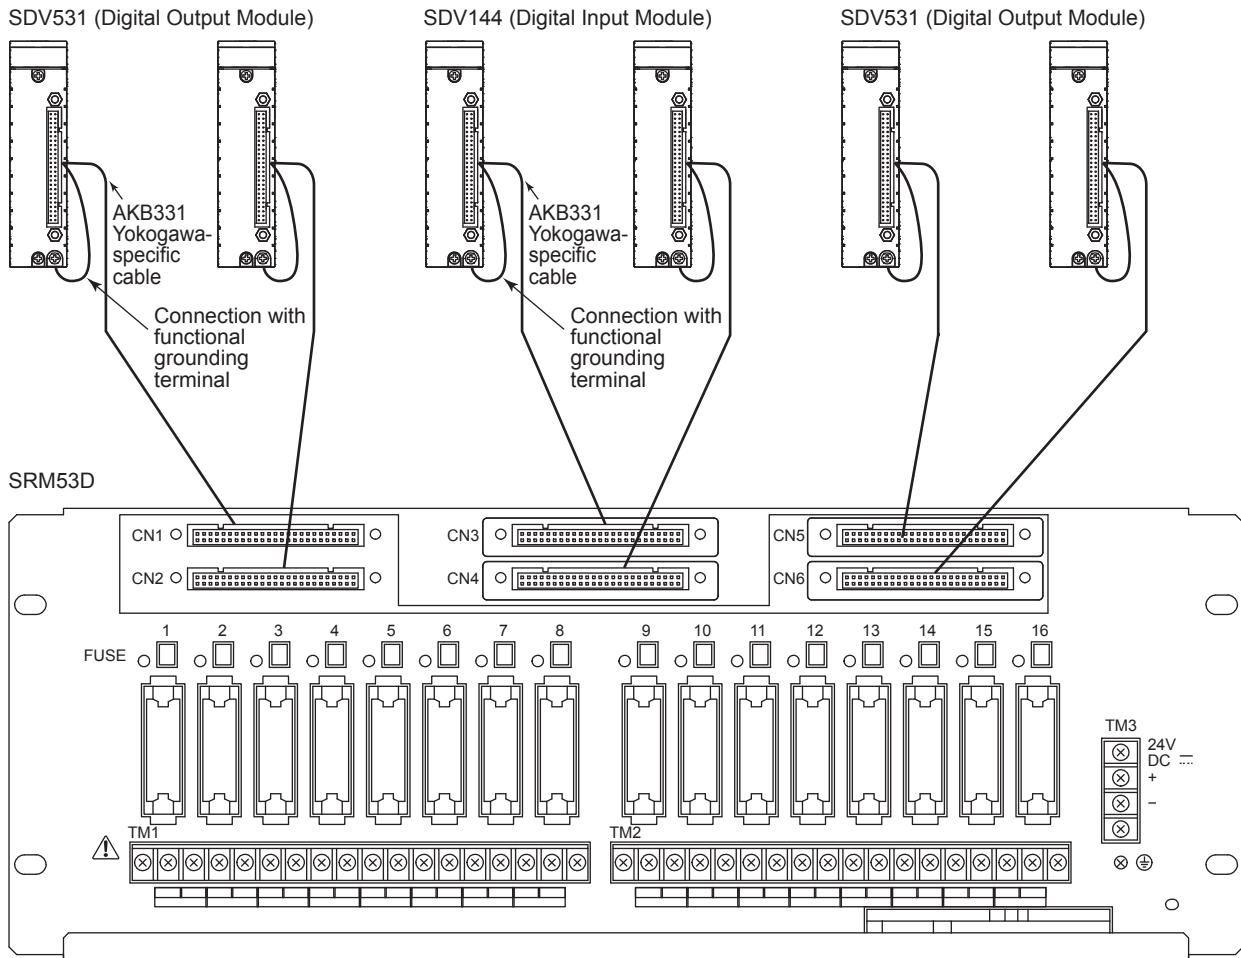 SDV531 (Digital Output Module)
SDV144 (Digital Input Module)
SDV531 (Digital Output Module)
AKB331
Yokogawa-
specific
cable
Connection with
functional
grounding
terminal
AKB331
Yokogawa-
specific
cable
Connection with
functional
grounding
terminal
SRM53D
CN1
CN3
CN5
CN2
CN4
CN6
1 2 3 4 5 6 7 8 9 10 11 12 13 14 15 16
FUSE
TM3
24V
DC
+
−
TM1
TM2